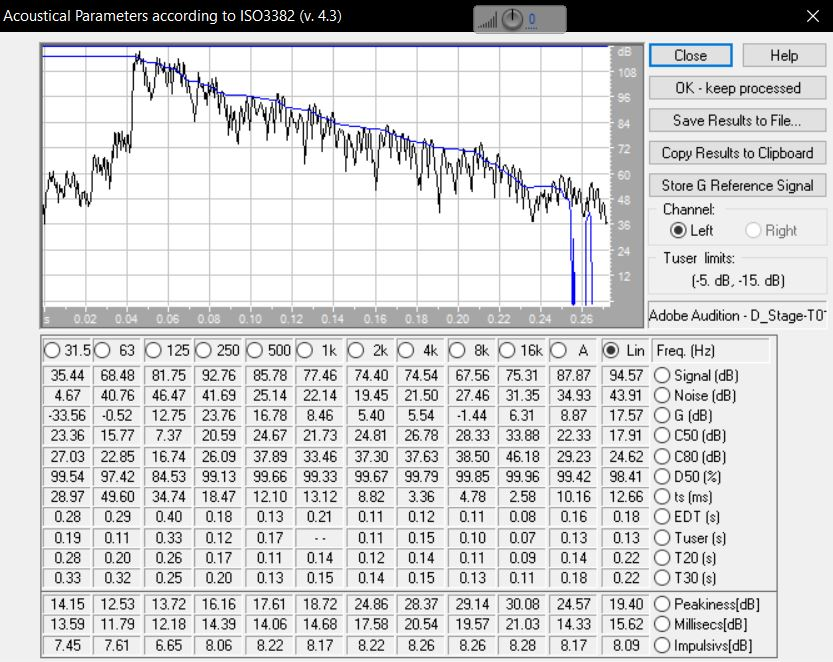 Acoustical Parameters according to ISO3382 (v. 4.3)
0
dB
108
96
84
72
60
48
36
24
12
s 0.02 0.04 0.06 0.08 0.10 0.12 0.14 0.16 0.18 0.20 0.22 0.24 0.26
Close Help
OK - keep processed
Save Results to File...
Copy Results to Clipboard
Store G Reference Signal
Channel:
Left Right
Tuser limits:
(-5. dB, -15. dB)
Adobe Audition - D_Stage-T0
31.5 63 125 250 500 1k 2k 4k 8k 16k A Lin Freq. (Hz)
35.44 68.48 81.75 92.76 85.78 77.46 74.40 74.54 67.56 75.31 87.87 94.57 Signal (dB)
4.67 40.76 46.47 41.69 25.14 22.14 19.45 21.50 27.46 31.35 34.93 43.91 Noise (dB)
-33.56 -0.52 12.75 23.76 16.78 8.46 5.40 5.54 -1.44 6.31 8.87 17.57 G (dB)
23.36 15.77 7.37 20.59 24.67 21.73 24.81 26.78 28.33 33.88 22.33 17.91 C50 (dB)
27.03 22.85 16.74 26.09 37.89 33.46 37.30 37.63 38.50 46.18 29.23 24.62 C80 (dB)
99.54 97.42 84.53 99.13 99.66 99.33 99.67 99.79 99.85 99.96 99.42 98.41 D50 (%)
28.97 49.60 34.74 18.47 12.10 13.12 8.82 3.36 4.78 2.58 10.16 12.66 ts (ms)
0.28 0.29 0.40 0.18 0.13 0.21 0.11 0.12 0.11 0.08 0.16 0.18 EDT (s)
0.19 0.11 0.33 0.12 0.17 -- 0.11 0.15 0.10 0.07 0.13 0.13 Tuser (s)
0.28 0.20 0.26 0.17 0.11 0.14 0.12 0.14 0.11 0.09 0.14 0.22 T20 (s)
0.33 0.32 0.25 0.20 0.13 0.15 0.14 0.15 0.13 0.11 0.18 0.22 T30 (s)
14.15 12.53 13.72 16.16 17.61 18.72 24.86 28.37 29.14 30.08 24.57 19.40 Peakiness[dB]
13.59 11.79 12.18 14.39 14.06 14.68 17.58 20.54 19.57 21.03 14.33 15.62 Millisecs[dB]
7.45 7.61 6.65 8.06 8.22 8.17 8.22 8.26 8.26 8.28 8.17 8.09 Impulsivs[dB]